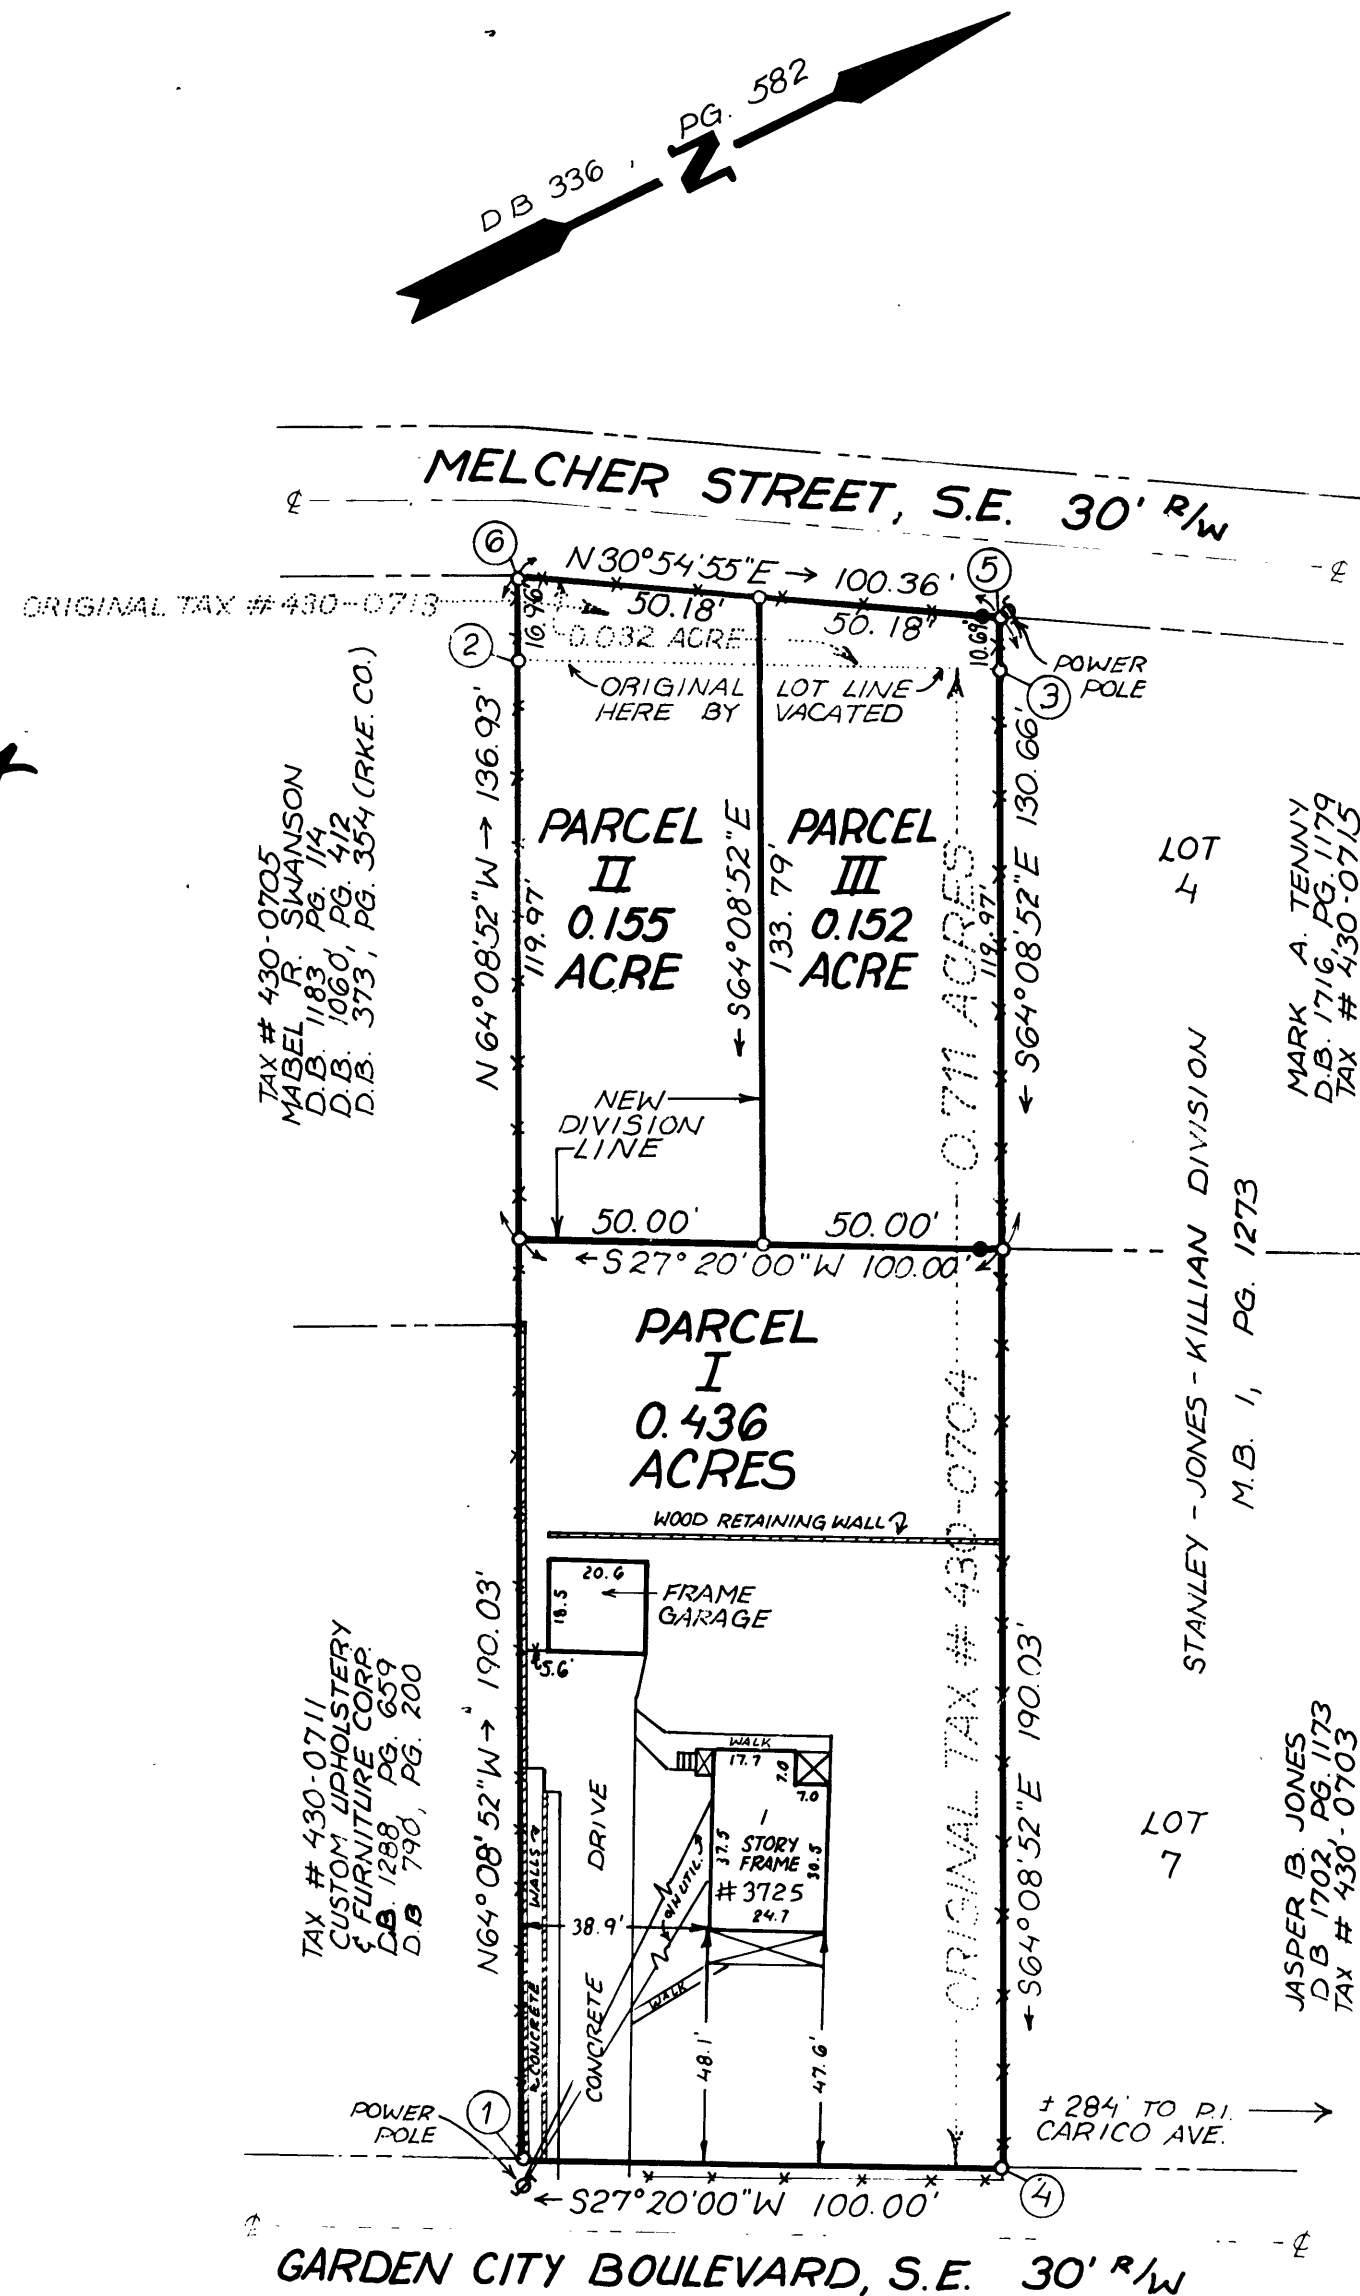 DB 336, PG. 582
N
MELCHER STREET, S.E. 30' R/W
℄
℄
6
N30°54'55"E → 100.36'
5
ORIGINAL TAX # 430-0713
16.96'
50.18'
50.18'
10.69'
0.032 ACRE
2
POWER
POLE
3
ORIGINAL LOT LINE
HERE BY VACATED
N64°08'52"W → 136.93'
119.97'
PARCEL
II
0.155
ACRE
← S64°08'52"E
133.79'
PARCEL
III
0.152
ACRE
0.711 ACRES
119.97'
← S64°08'52"E 130.66'
LOT
4
TAX # 430-0705
MABEL R. SWANSON
D.B. 1183 PG. 114
D.B. 1060, PG. 412
D.B. 373, PG. 354 (RKE. CO.)
MARK A. TENNY
D.B. 1716, PG. 1179
TAX # 430-0715
NEW
DIVISION
LINE
50.00'
50.00'
← S27°20'00"W 100.00'
STANLEY - JONES - KILLIAN DIVISION
M.B. 1, PG. 1273
PARCEL
I
0.436
ACRES
ORIGINAL TAX # 430-0704
WOOD RETAINING WALL
20.6
18.5
FRAME
GARAGE
5.6'
N64°08'52"W → 190.03'
← S64°08'52"E 190.03'
TAX # 430-0711
CUSTOM UPHOLSTERY
& FURNITURE CORP.
D.B. 1288 PG. 659
D.B 790, PG. 200
WALK
17.7
7.0
7.0
1
STORY
FRAME
# 3725
37.5
30.5
24.7
O/H UTIL.
CONCRETE DRIVE
CONCRETE WALLS
38.9'
WALK
48.1'
47.6'
LOT
7
JASPER B. JONES
D B 1702, PG. 1173
TAX # 430-0703
POWER
POLE
1
± 284' TO P.I. →
CARICO AVE.
4
← S27°20'00"W 100.00'
℄
℄
GARDEN CITY BOULEVARD, S.E. 30' R/W